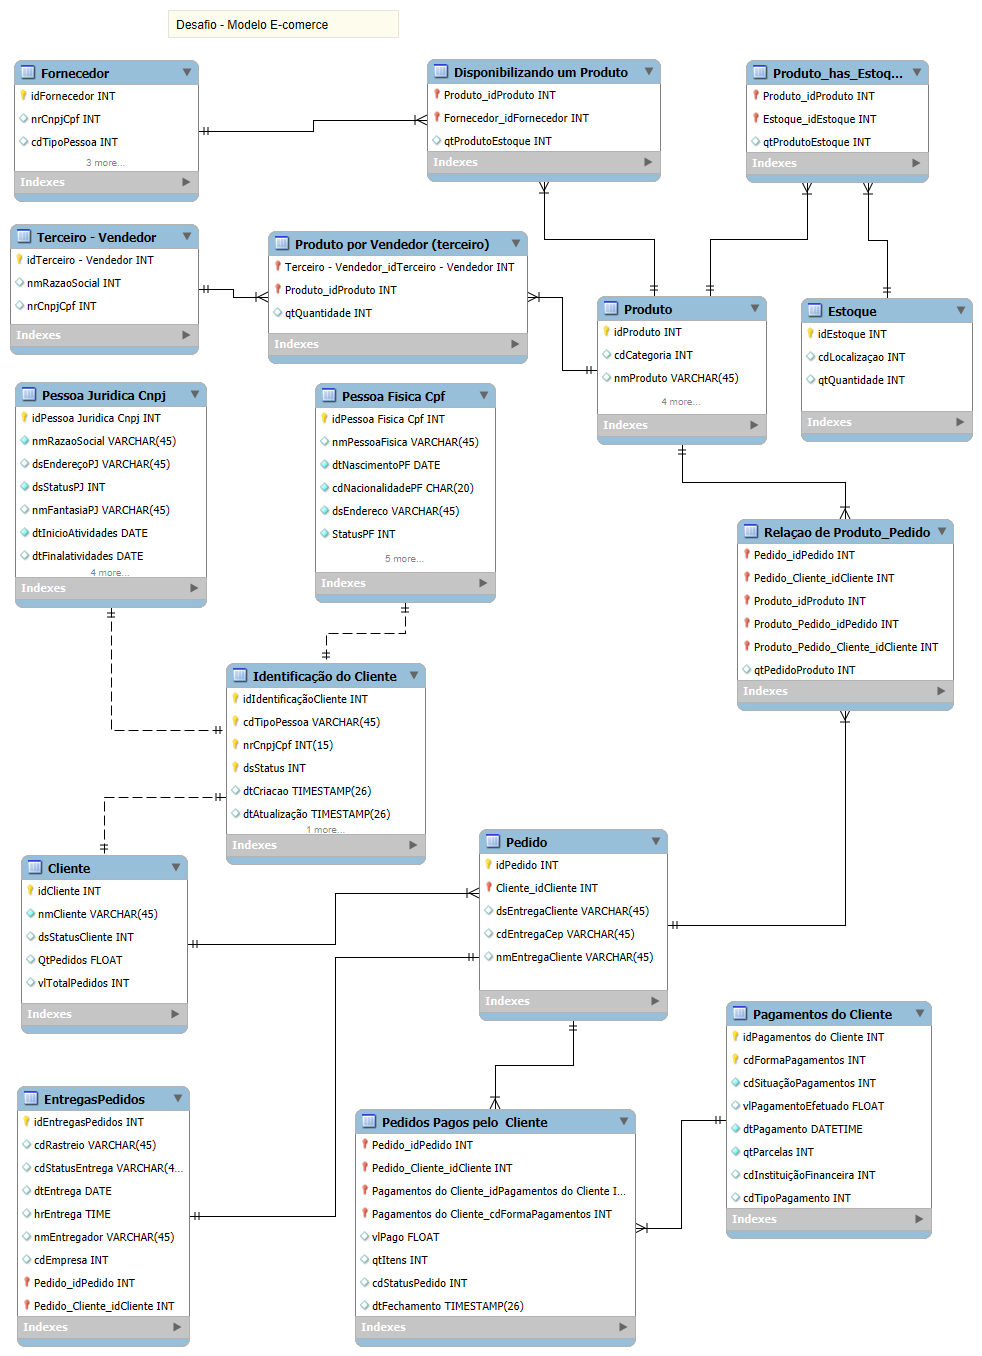 Desafio - Modelo E-comerce
Fornecedor
idFornecedor INT
nrCnpjCpf INT
cdTipoPessoa INT
3 more...
Indexes
Disponibilizando um Produto
Produto_idProduto INT
Fornecedor_idFornecedor INT
qtProdutoEstoque INT
Indexes
Produto_has_Estoq...
Produto_idProduto INT
Estoque_idEstoque INT
qtProdutoEstoque INT
Indexes
Terceiro - Vendedor
idTerceiro - Vendedor INT
nmRazaoSocial INT
nrCnpjCpf INT
Indexes
Produto por Vendedor (terceiro)
Terceiro - Vendedor_idTerceiro - Vendedor INT
Produto_idProduto INT
qtQuantidade INT
Indexes
Produto
idProduto INT
cdCategoria INT
nmProduto VARCHAR(45)
4 more...
Indexes
Estoque
idEstoque INT
cdLocalizaçao INT
qtQuantidade INT
Indexes
Pessoa Juridica Cnpj
idPessoa Juridica Cnpj INT
nmRazaoSocial VARCHAR(45)
dsEndereçoPJ VARCHAR(45)
dsStatusPJ INT
nmFantasiaPJ VARCHAR(45)
dtInicioAtividades DATE
dtFinalatividades DATE
4 more...
Indexes
Pessoa Fisica Cpf
idPessoa Fisica Cpf INT
nmPessoaFisica VARCHAR(45)
dtNascimentoPF DATE
cdNacionalidadePF CHAR(20)
dsEndereco VARCHAR(45)
StatusPF INT
5 more...
Indexes
Relaçao de Produto_Pedido
Pedido_idPedido INT
Pedido_Cliente_idCliente INT
Produto_idProduto INT
Produto_Pedido_idPedido INT
Produto_Pedido_Cliente_idCliente INT
qtPedidoProduto INT
Indexes
Identificação do Cliente
idIdentificaçãoCliente INT
cdTipoPessoa VARCHAR(45)
nrCnpjCpf INT(15)
dsStatus INT
dtCriacao TIMESTAMP(26)
dtAtualização TIMESTAMP(26)
1 more...
Indexes
Cliente
idCliente INT
nmCliente VARCHAR(45)
dsStatusCliente INT
QtPedidos FLOAT
vlTotalPedidos INT
Indexes
Pedido
idPedido INT
Cliente_idCliente INT
dsEntregaCliente VARCHAR(45)
cdEntregaCep VARCHAR(45)
nmEntregaCliente VARCHAR(45)
Indexes
Pagamentos do Cliente
idPagamentos do Cliente INT
cdFormaPagamentos INT
cdSituaçãoPagamentos INT
vlPagamentoEfetuado FLOAT
dtPagamento DATETIME
qtParcelas INT
cdInstituiçãoFinanceira INT
cdTipoPagamento INT
Indexes
EntregasPedidos
idEntregasPedidos INT
cdRastreio VARCHAR(45)
cdStatusEntrega VARCHAR(4...
dtEntrega DATE
hrEntrega TIME
nmEntregador VARCHAR(45)
cdEmpresa INT
Pedido_idPedido INT
Pedido_Cliente_idCliente INT
Indexes
Pedidos Pagos pelo  Cliente
Pedido_idPedido INT
Pedido_Cliente_idCliente INT
Pagamentos do Cliente_idPagamentos do Cliente I...
Pagamentos do Cliente_cdFormaPagamentos INT
vlPago FLOAT
qtItens INT
cdStatusPedido INT
dtFechamento TIMESTAMP(26)
Indexes